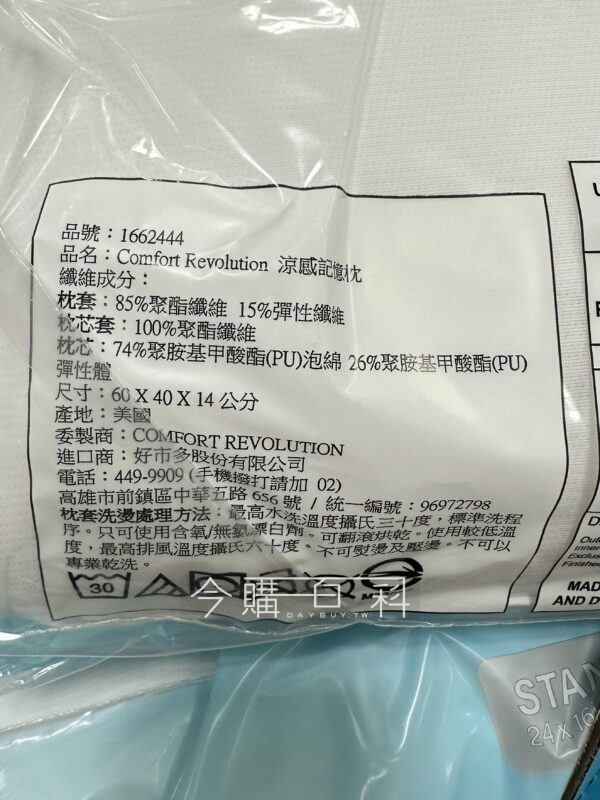 品號：1662444
品名：Comfort Revolution 涼感記憶枕
纖維成分：
枕套：85%聚酯纖維 15%彈性纖維
枕芯套：100%聚酯纖維
枕芯：74%聚胺基甲酸酯(PU)泡綿 26%聚胺基甲酸酯(PU)
彈性體
尺寸：60 X 40 X 14 公分
產地：美國
委製商：COMFORT REVOLUTION
進口商：好市多股份有限公司
電話：449-9909 (手機撥打請加 02)
高雄市前鎮區中華五路 656 號 / 統一編號：96972798
枕套洗燙處理方法：最高水洗溫度攝氏三十度，標準洗程
序。只可使用含氧/無氯漂白劑。可翻滾烘乾。使用較低溫
度，最高排風溫度攝氏六十度。不可熨燙及壓燙。不可以
專業乾洗。
30
今購百科
DAYBUY.TW
MADE
AND D
STAN
24 X 16